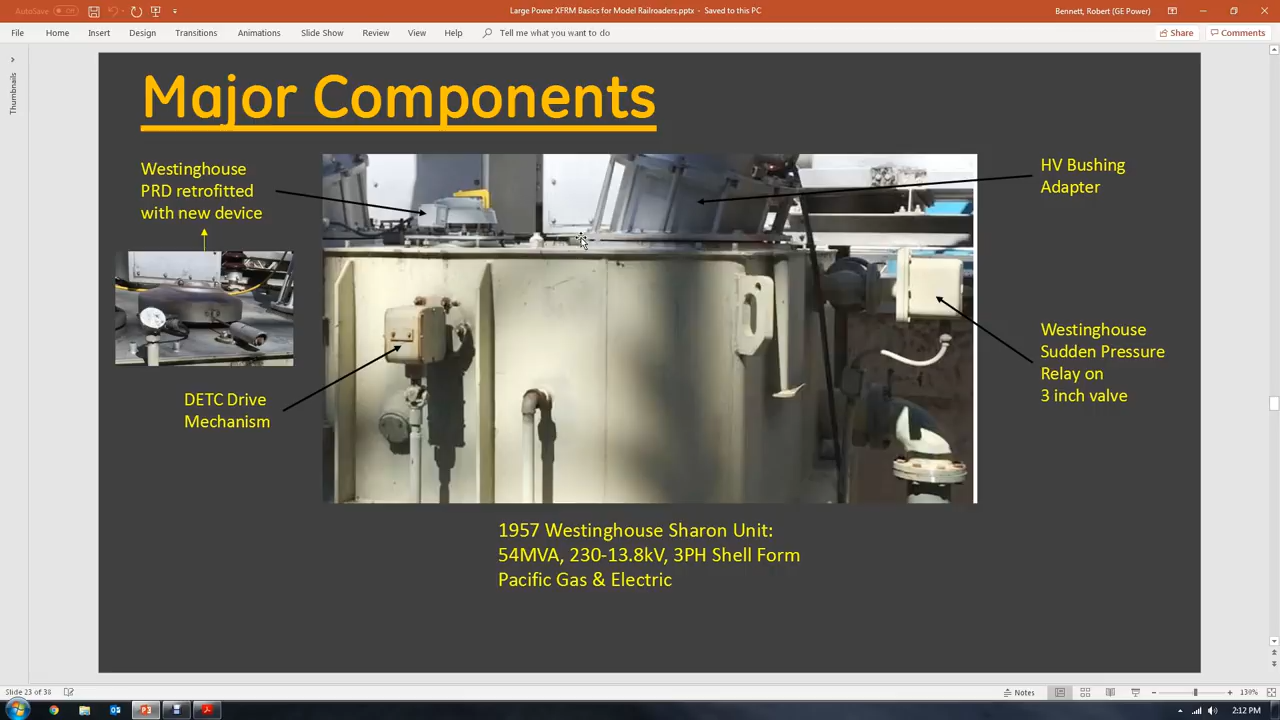 AutoSave Off
Large Power XFRM Basics for Model Railroaders.pptx - Saved to this PC
Bennett, Robert (GE Power)
File Home Insert Design Transitions Animations Slide Show Review View Help Tell me what you want to do
Share Comments
Thumbnails
Major Components
Westinghouse
PRD retrofitted
with new device
HV Bushing
Adapter
DETC Drive
Mechanism
Westinghouse
Sudden Pressure
Relay on
3 inch valve
1957 Westinghouse Sharon Unit:
54MVA, 230-13.8kV, 3PH Shell Form
Pacific Gas & Electric
Slide 23 of 38
Notes
130%
2:12 PM